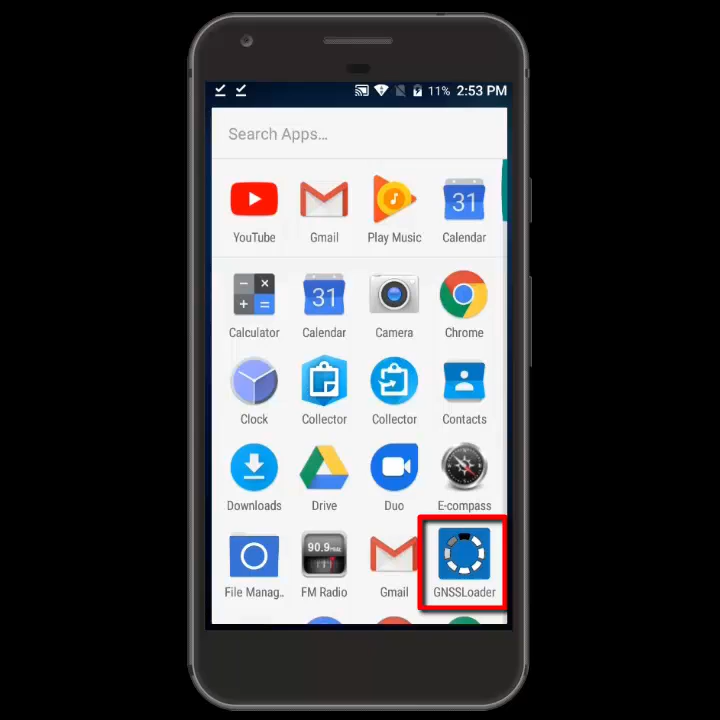 11% 2:53 PM
Search Apps...
YouTube Gmail Play Music Calendar
31
Calculator Calendar Camera Chrome
31
Clock Collector Collector Contacts
Downloads Drive Duo E-compass
90.9
File Manag.. FM Radio Gmail GNSSLoader